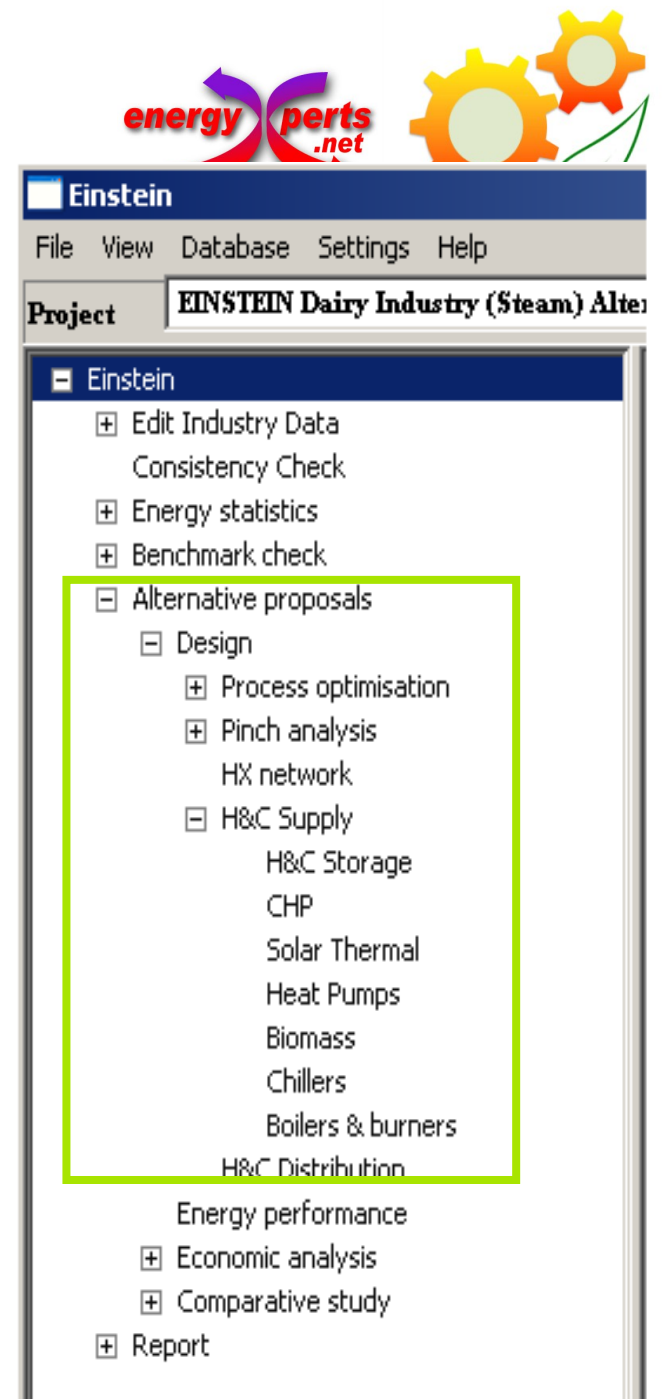 energy Xperts
.net
Einstein
File View Database Settings Help
Project EINSTEIN Dairy Industry (Steam)
Einstein
Edit Industry Data
Consistency Check
Energy statistics
Benchmark check
Alternative proposals
Design
Process optimisation
Pinch analysis
HX network
H&C Supply
H&C Storage
CHP
Solar Thermal
Heat Pumps
Biomass
Chillers
Boilers & burners
H&C Distribution
Energy performance
Economic analysis
Comparative study
Report